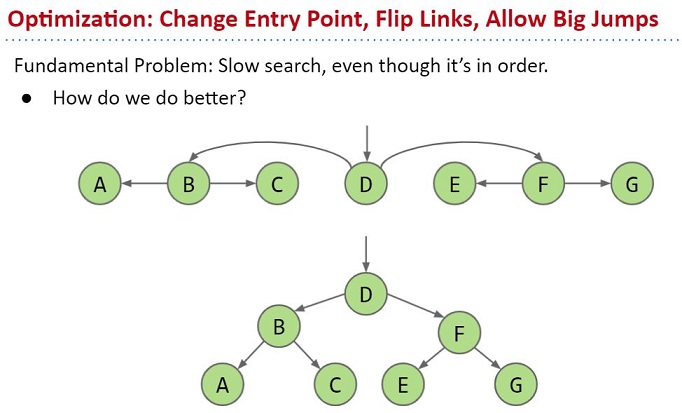 Optimization: Change Entry Point, Flip Links, Allow Big Jumps
Fundamental Problem: Slow search, even though it's in order.
● How do we do better?
A B C D E F G
D
B F
A C E G